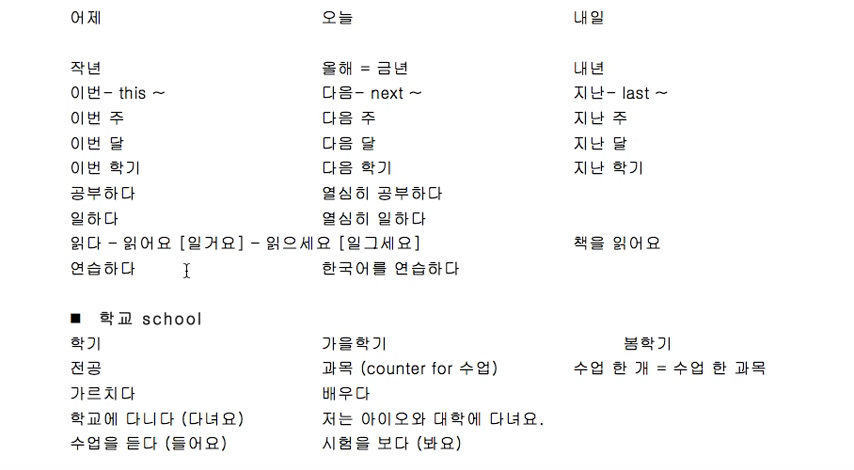 어제 오늘 내일
작년 올해 = 금년 내년
이번- this ~ 다음- next ~ 지난- last ~
이번 주 다음 주 지난 주
이번 달 다음 달 지난 달
이번 학기 다음 학기 지난 학기
공부하다 열심히 공부하다
일하다 열심히 일하다
읽다 - 읽어요 [일거요] - 읽으세요 [일그세요] 책을 읽어요
연습하다 한국어를 연습하다
■ 학교 school
학기 가을학기 봄학기
전공 과목 (counter for 수업) 수업 한 개 = 수업 한 과목
가르치다 배우다
학교에 다니다 (다녀요) 저는 아이오와 대학에 다녀요.
수업을 듣다 (들어요) 시험을 보다 (봐요)